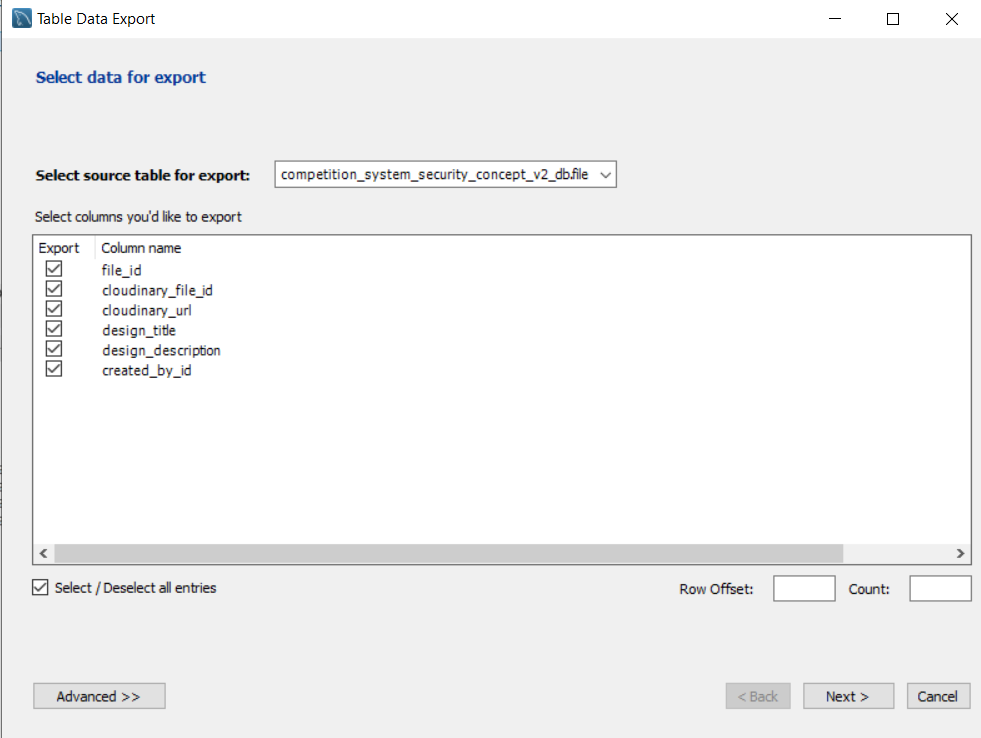 Table Data Export
Select data for export
Select source table for export: competition_system_security_concept_v2_db.file
Select columns you'd like to export
Export Column name
file_id
cloudinary_file_id
cloudinary_url
design_title
design_description
created_by_id
Select / Deselect all entries Row Offset: Count:
Advanced >> < Back Next > Cancel